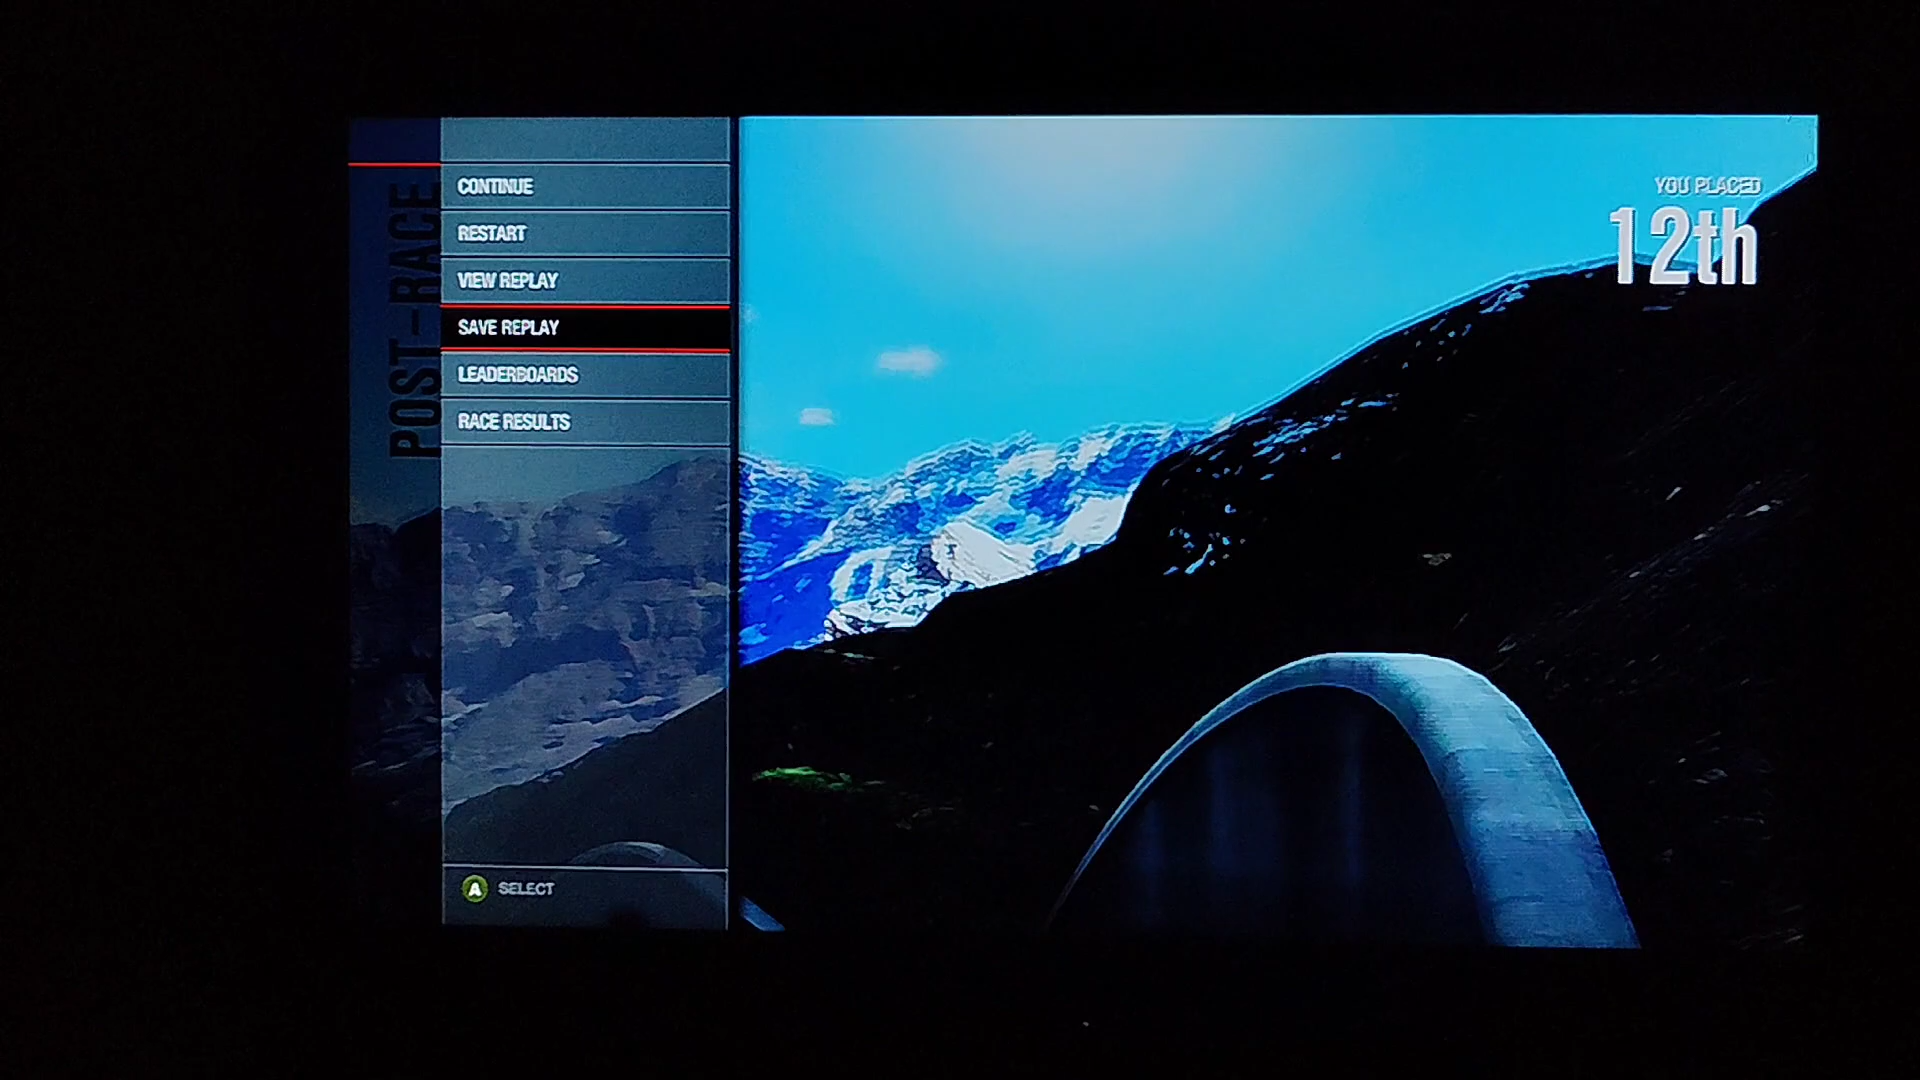 POST-RACE
CONTINUE
RESTART
VIEW REPLAY
SAVE REPLAY
LEADERBOARDS
RACE RESULTS
A SELECT
YOU PLACED
12th